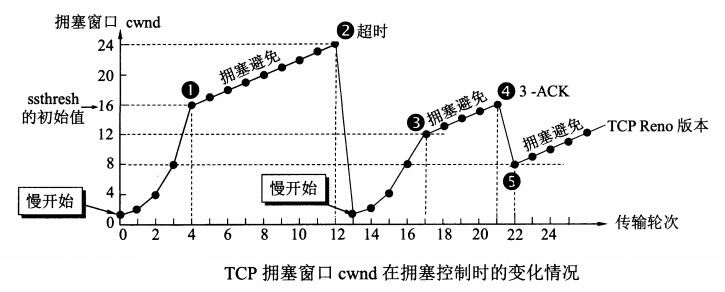 拥塞窗口 cwnd
24
20
16
12
8
4
0
ssthresh
的初始值
慢开始
❶
拥塞避免
❷ 超时
慢开始
❸
拥塞避免
❹ 3 -ACK
❺
拥塞避免
TCP Reno 版本
0 2 4 6 8 10 12 14 16 18 20 22 24
传输轮次
TCP 拥塞窗口 cwnd 在拥塞控制时的变化情况